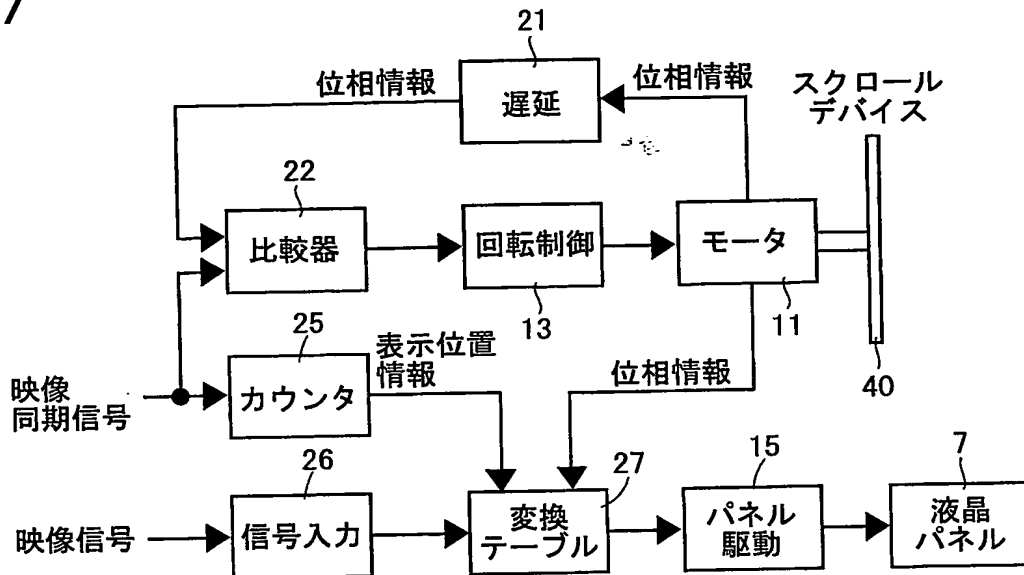 7
21
位相情報
遅延
位相情報
スクロール
デバイス
22
比較器
回転制御
モータ
13
11
40
25
表示位置
情報
位相情報
映像
同期信号
カウンタ
26
27
15
7
映像信号
信号入力
変換
テーブル
パネル
駆動
液晶
パネル